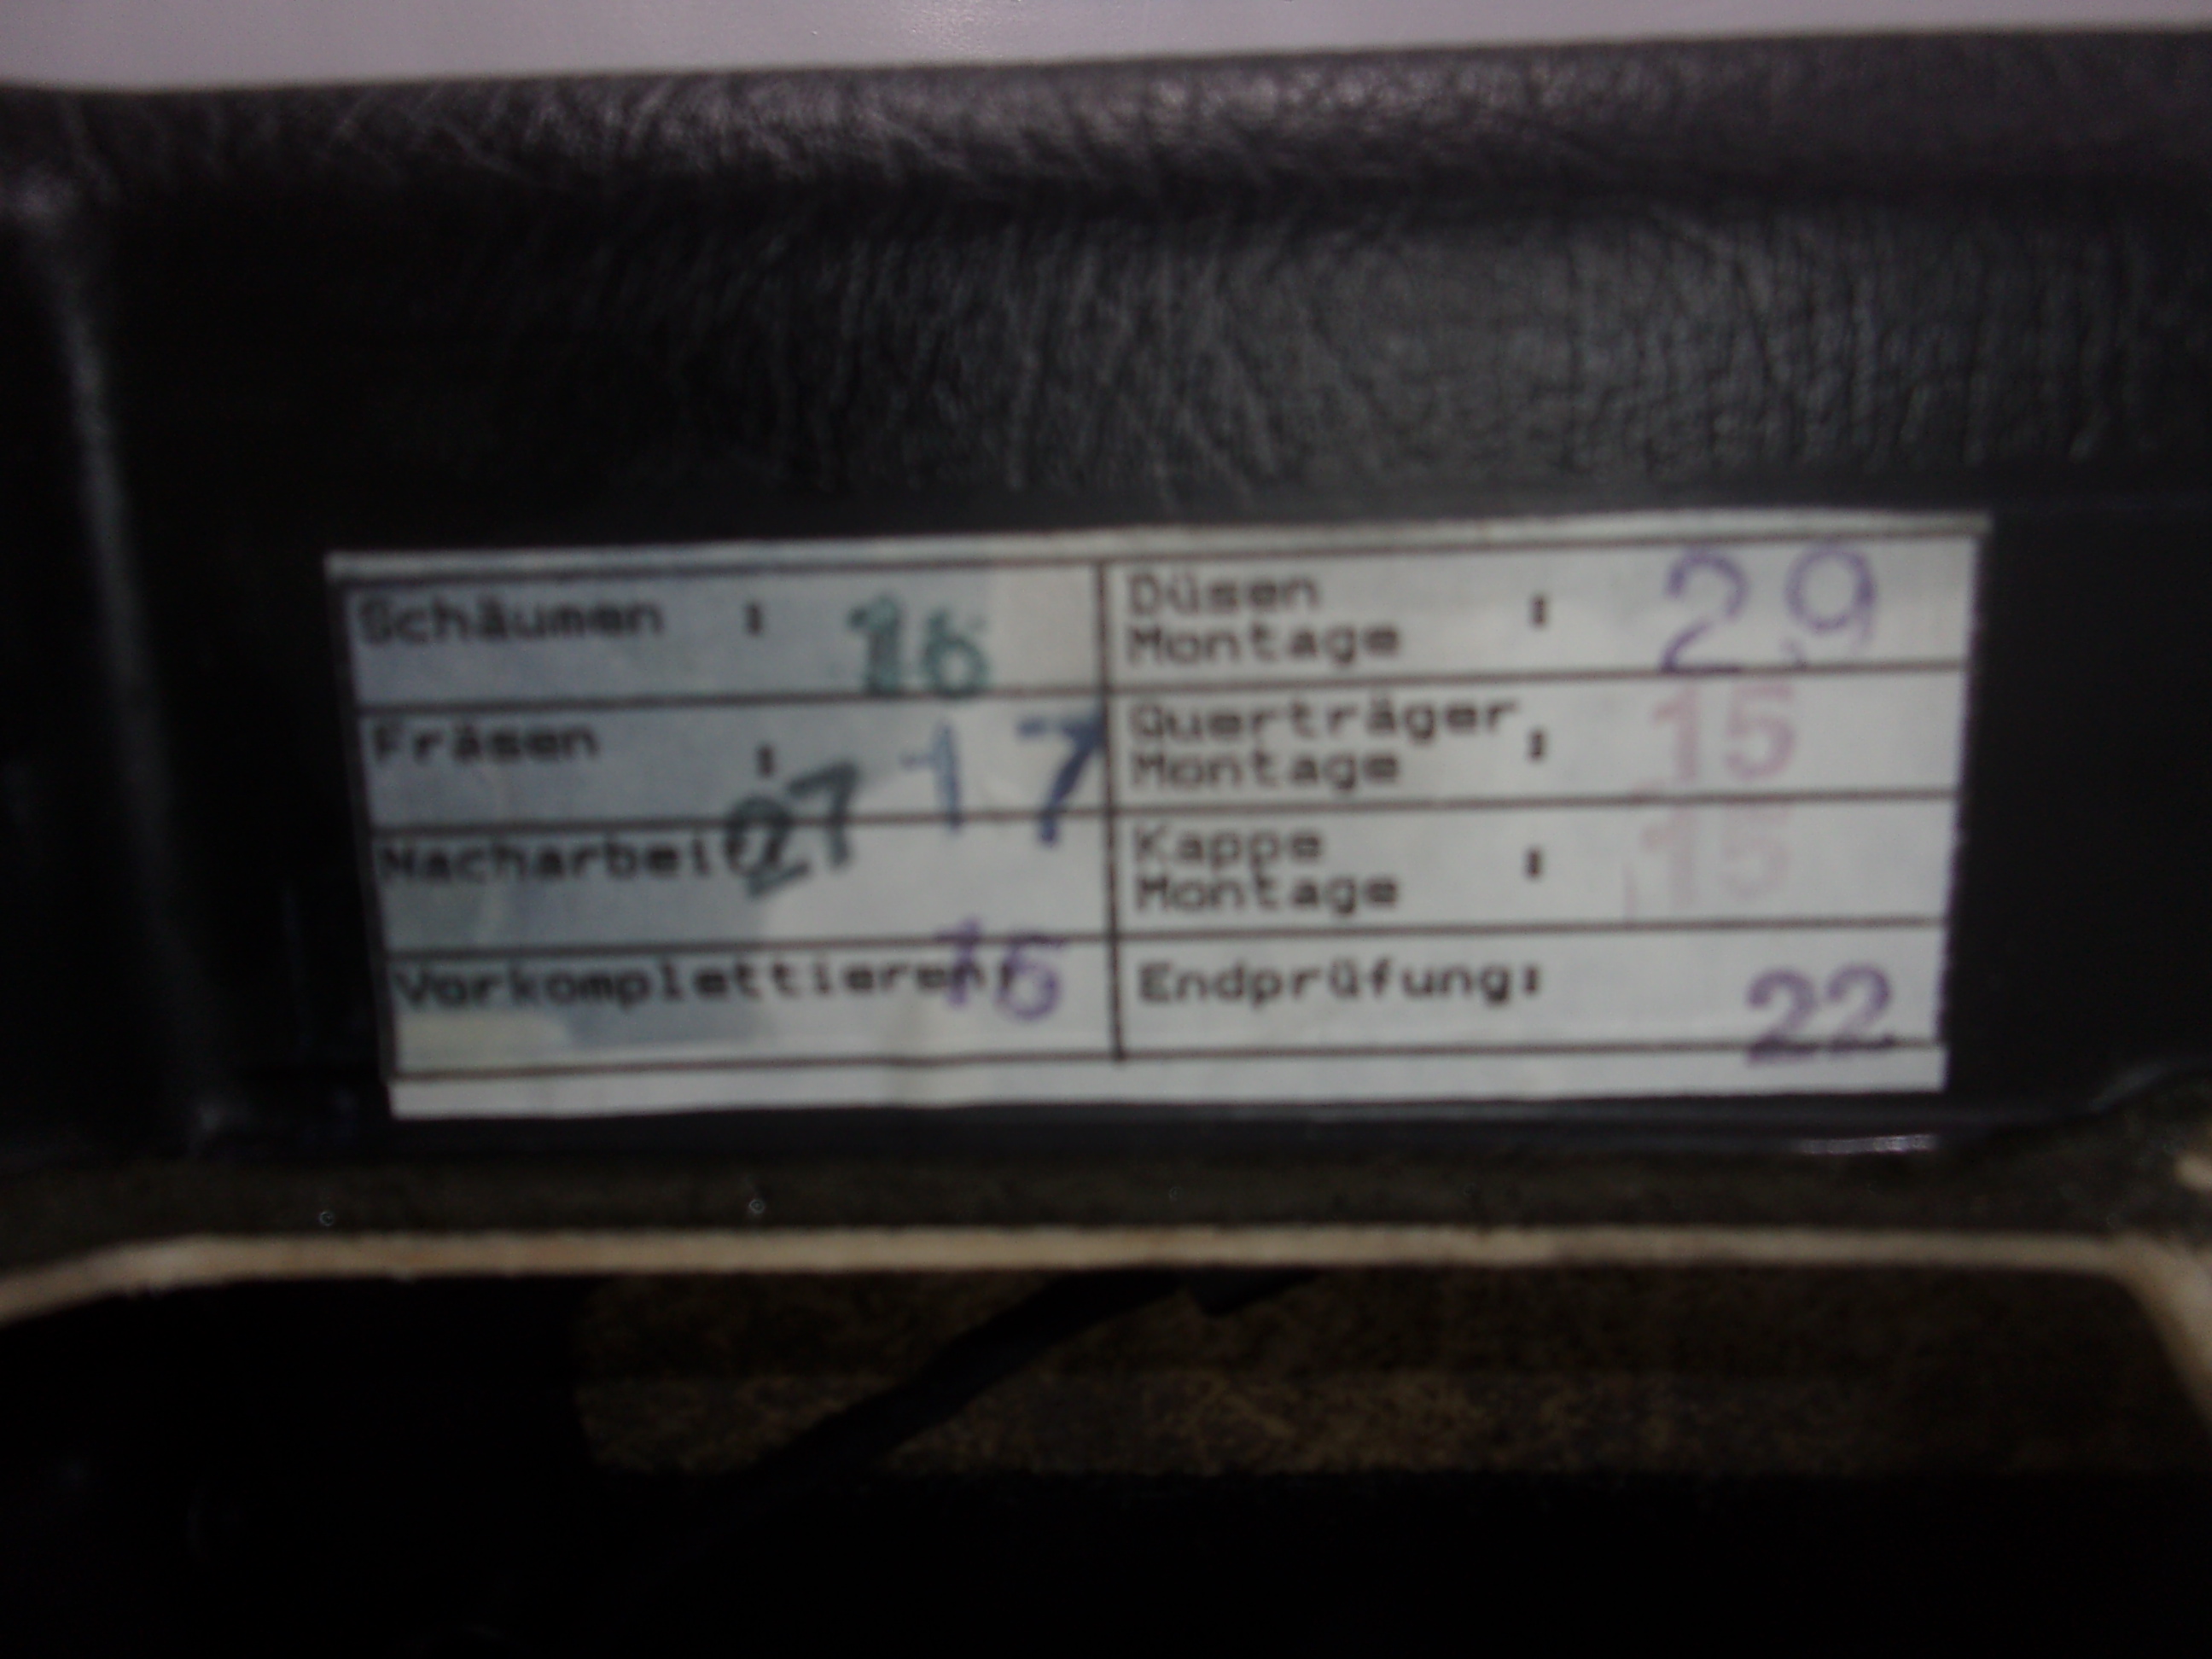 Schäumen : 16
Fräsen : 17
Nacharbeit 27
Vorkomplettieren: 16
Düsen
Montage : 29
Querträger
Montage : 15
Kappe
Montage : 15
Endprüfung: 22